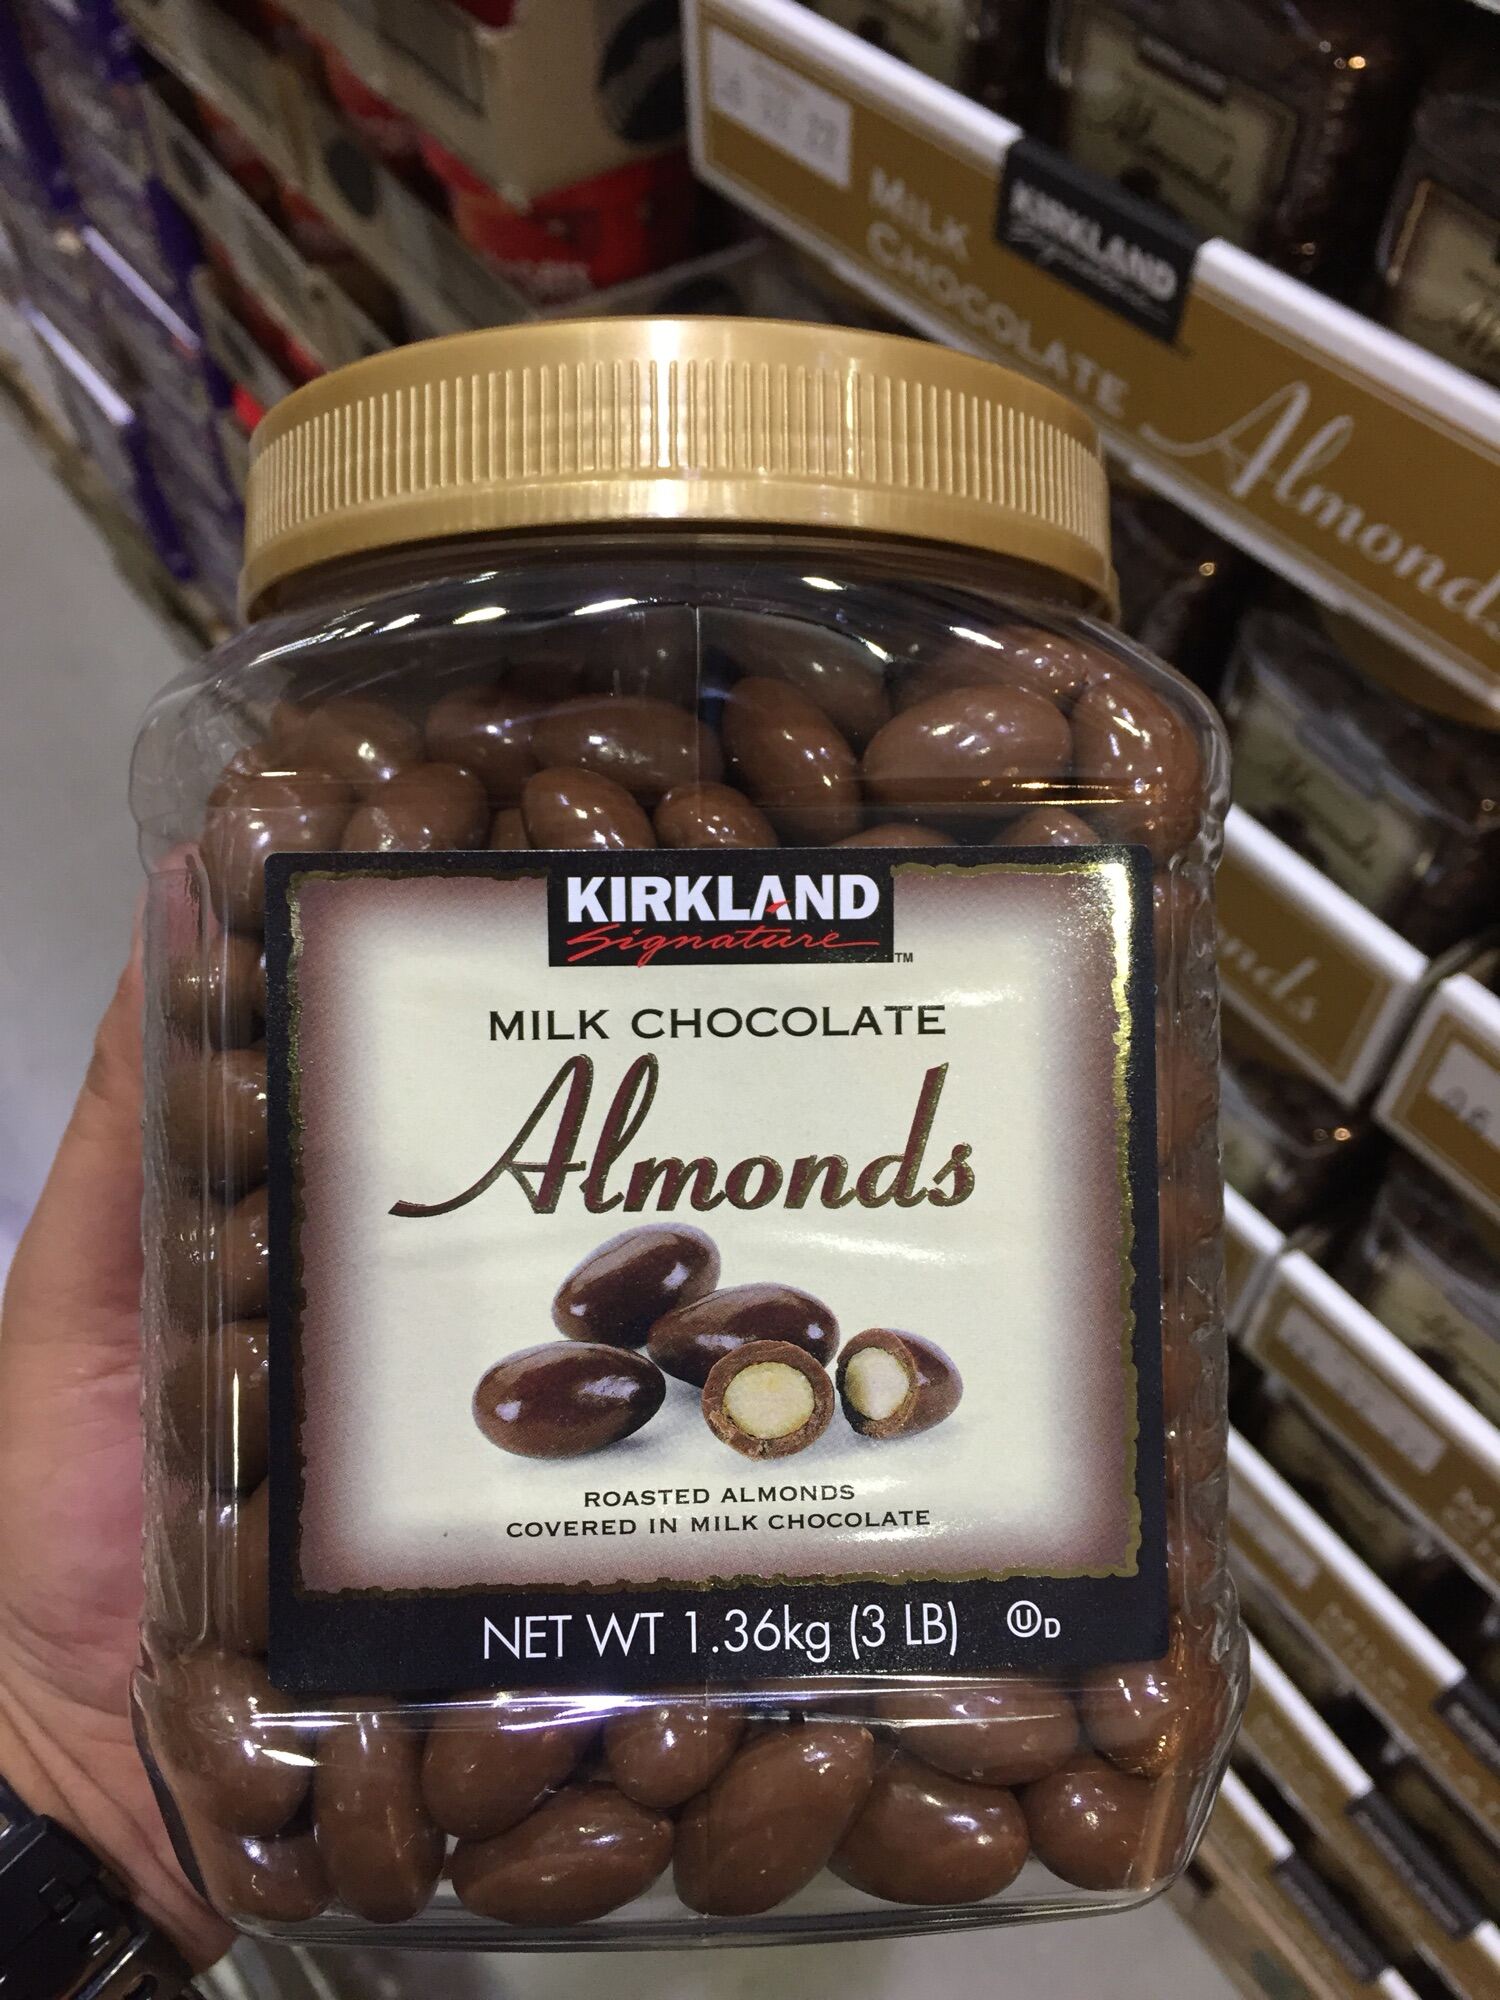 MILK
CHOCOLATE
KIRKLAND
Signature
Almonds
KIRKLAND
Signature™
MILK CHOCOLATE
Almonds
ROASTED ALMONDS
COVERED IN MILK CHOCOLATE
NET WT 1.36kg (3 LB) Ⓤ D